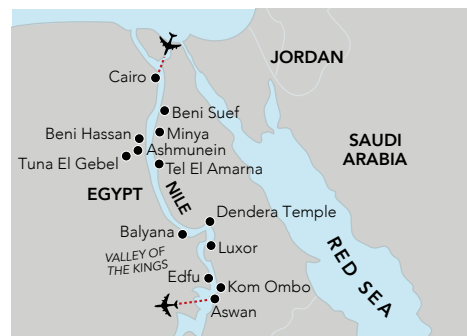 JORDAN
Cairo
Beni Suef
Beni Hassan
Minya
Ashmunein
Tuna El Gebel
Tel El Amarna
SAUDI
ARABIA
EGYPT
NILE
Dendera Temple
Balyana
Luxor
VALLEY OF
THE KINGS
RED SEA
Edfu
Kom Ombo
Aswan